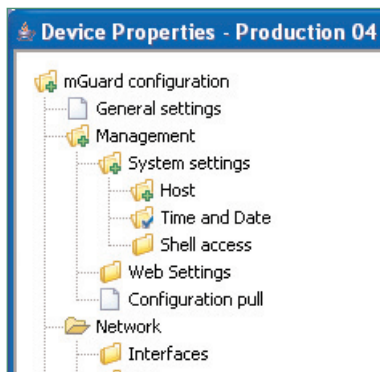 Device Properties - Production 04
mGuard configuration
General settings
Management
System settings
Host
Time and Date
Shell access
Web Settings
Configuration pull
Network
Interfaces